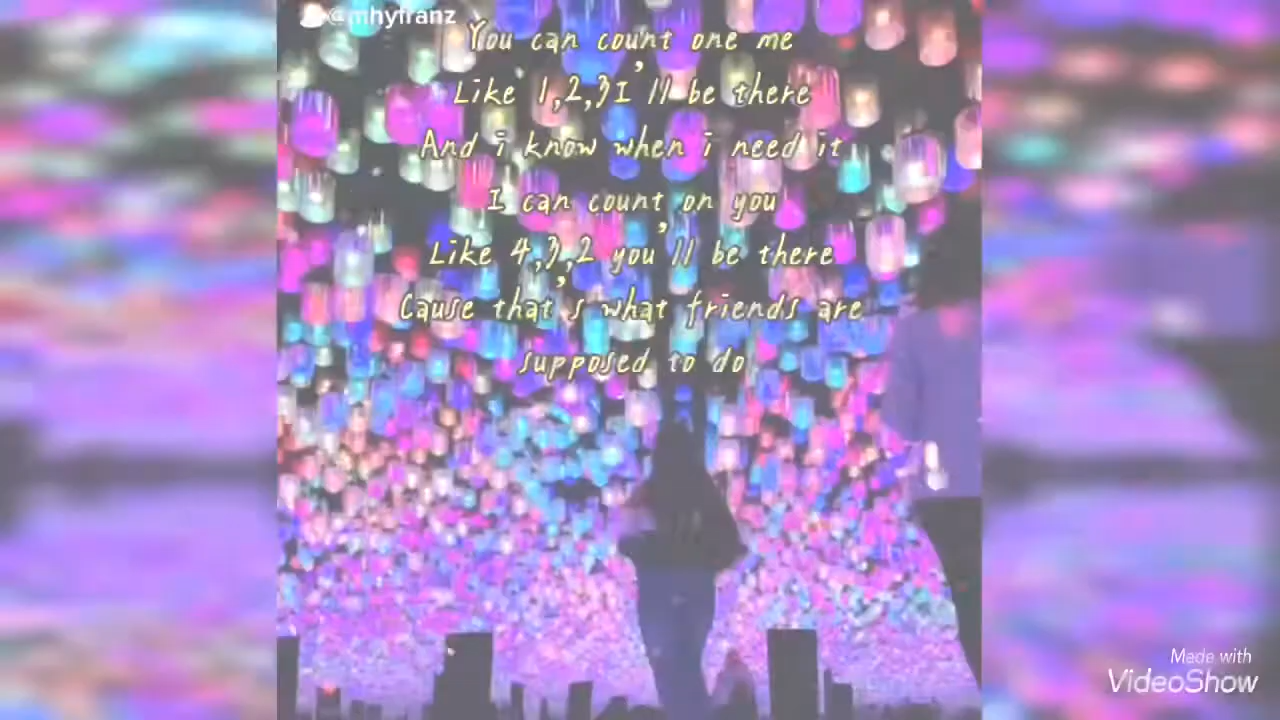 @mhyfranz
You can count one me
Like 1,2,3I'll be there
And i know when i need it
I can count on you
Like 4,3,2 you'll be there
Cause that's what friends are
supposed to do
Made with
VideoShow